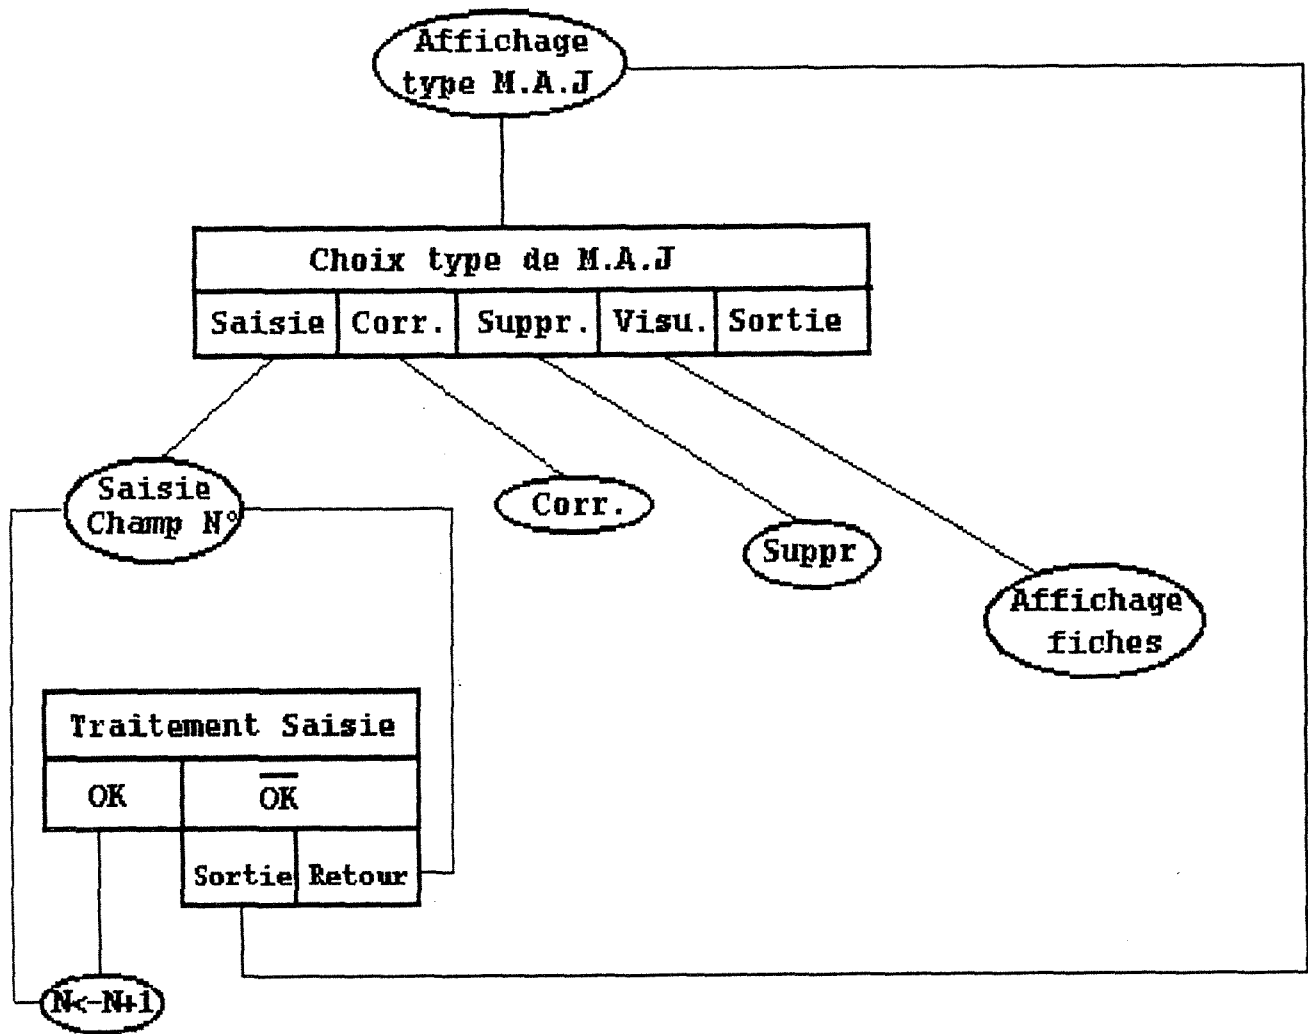 Affichage
type M.A.J
Choix type de M.A.J
Saisie Corr. Suppr. Visu. Sortie
Saisie
Champ N°
Corr.
Suppr
Affichage
fiches
Traitement Saisie
OK O̅K̅
Sortie Retour
N<-N+1